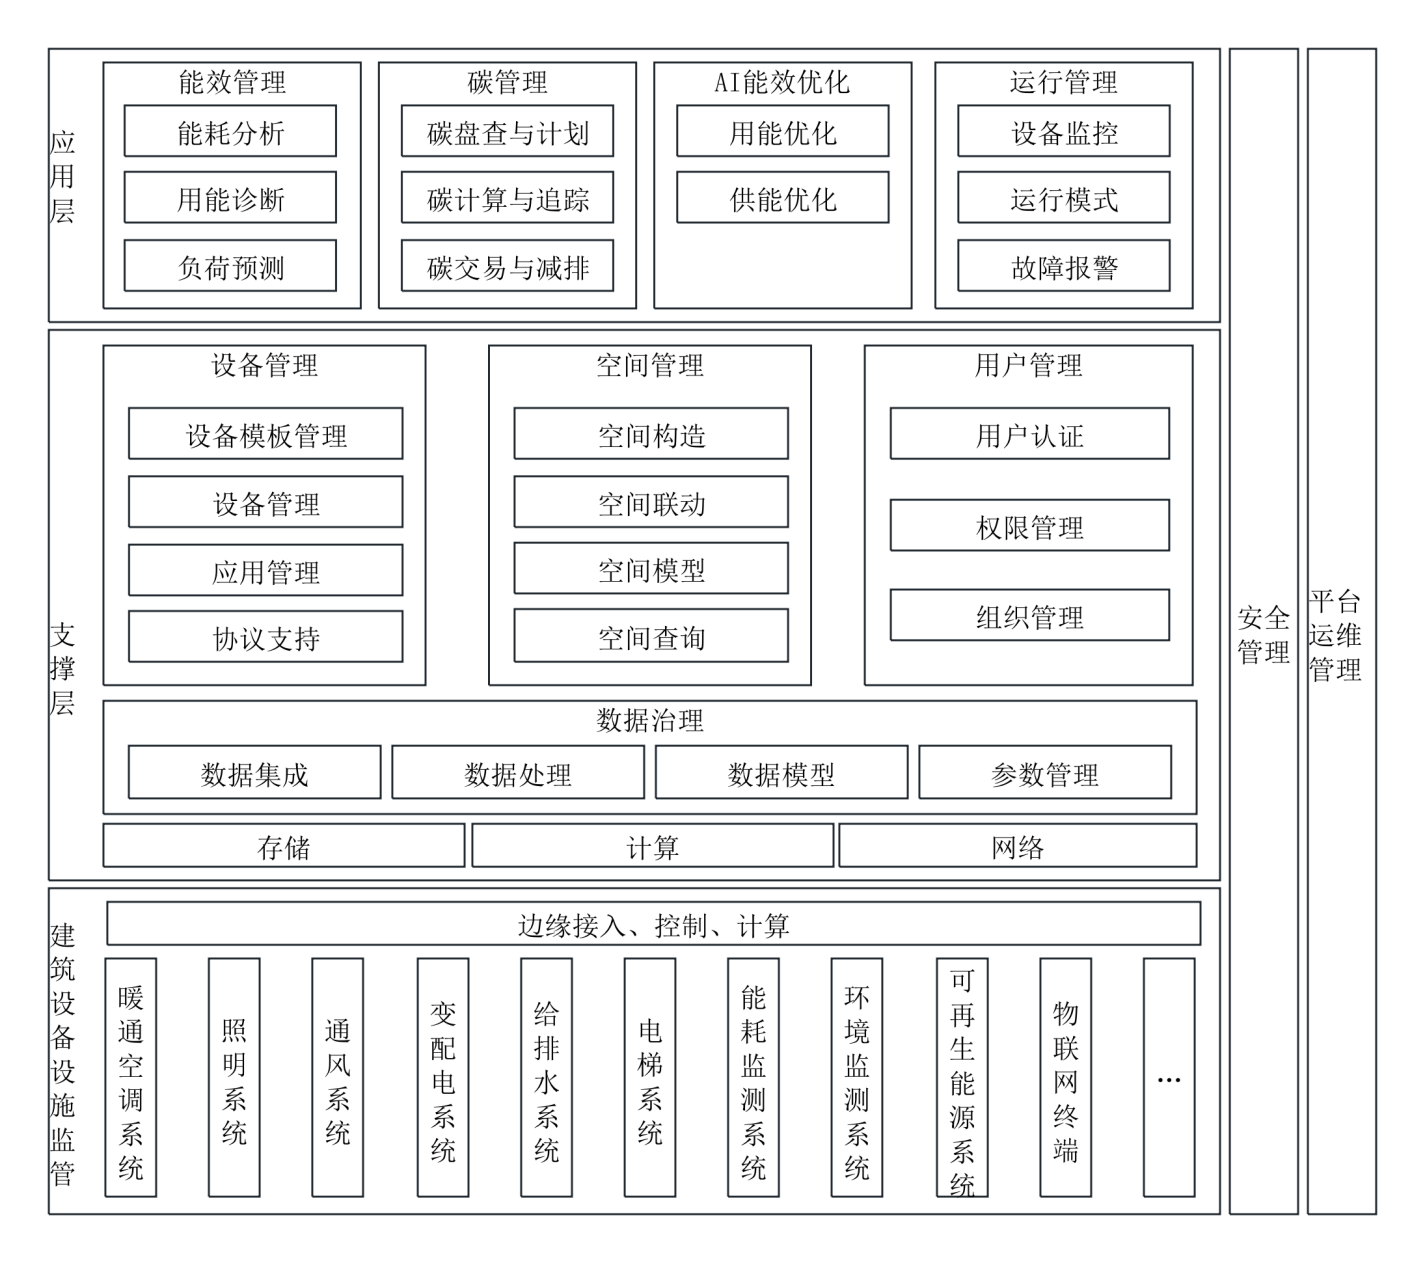 应用层
能效管理
能耗分析
用能诊断
负荷预测
碳管理
碳盘查与计划
碳计算与追踪
碳交易与减排
AI能效优化
用能优化
供能优化
运行管理
设备监控
运行模式
故障报警
支撑层
设备管理
设备模板管理
设备管理
应用管理
协议支持
空间管理
空间构造
空间联动
空间模型
空间查询
用户管理
用户认证
权限管理
组织管理
数据治理
数据集成
数据处理
数据模型
参数管理
存储
计算
网络
建筑设备设施监管
边缘接入、控制、计算
暖通空调系统
照明系统
通风系统
变配电系统
给排水系统
电梯系统
能耗监测系统
环境监测系统
可再生能源系统
物联网终端
...
安全
管理
平台
运维
管理